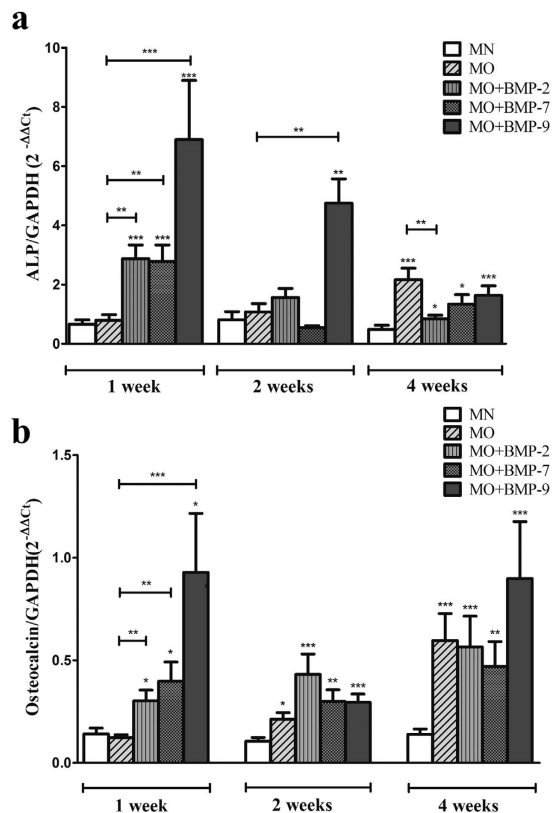 a
ALP/GAPDH (2 -ΔΔCt)
10
8
6
4
2
0
MN
MO
MO+BMP-2
MO+BMP-7
MO+BMP-9
***
***
**
**
***
***
**
**
**
***
*
*
***
1 week
2 weeks
4 weeks
b
Osteocalcin/GAPDH(2-ΔΔCt)
1.5
1.0
0.5
0.0
MN
MO
MO+BMP-2
MO+BMP-7
MO+BMP-9
***
*
**
**
*
*
*
***
**
***
***
***
**
***
1 week
2 weeks
4 weeks